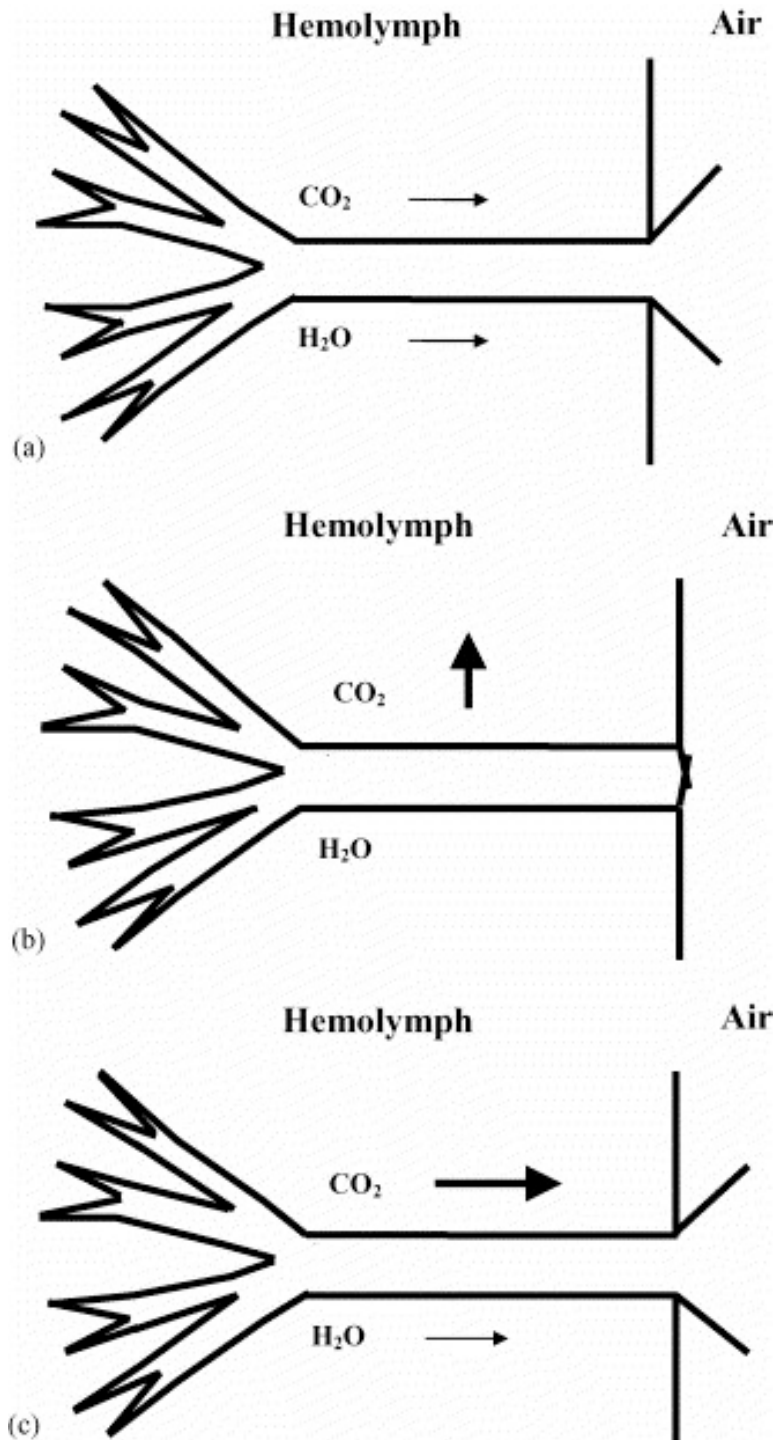 Hemolymph Air
CO₂
H₂O
(a)
Hemolymph Air
CO₂
H₂O
(b)
Hemolymph Air
CO₂
H₂O
(c)